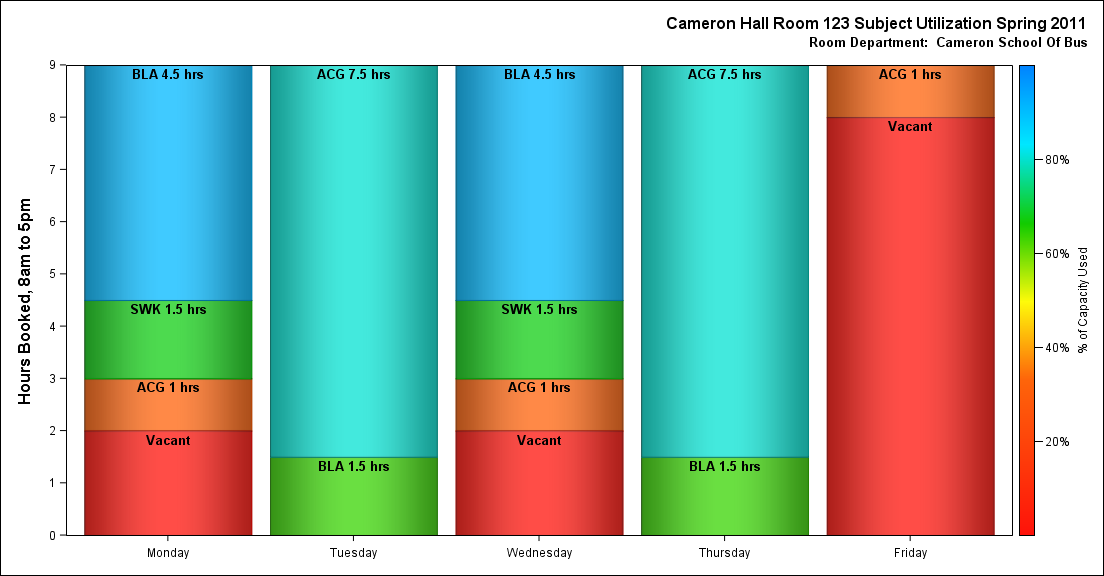 Cameron Hall Room 123 Subject Utilization Spring 2011
Room Department:  Cameron School Of Bus
Hours Booked, 8am to 5pm
9
8
7
6
5
4
3
2
1
0
BLA 4.5 hrs
SWK 1.5 hrs
ACG 1 hrs
Vacant
ACG 7.5 hrs
BLA 1.5 hrs
BLA 4.5 hrs
SWK 1.5 hrs
ACG 1 hrs
Vacant
ACG 7.5 hrs
BLA 1.5 hrs
ACG 1 hrs
Vacant
Monday
Tuesday
Wednesday
Thursday
Friday
80%
60%
40%
20%
% of Capacity Used